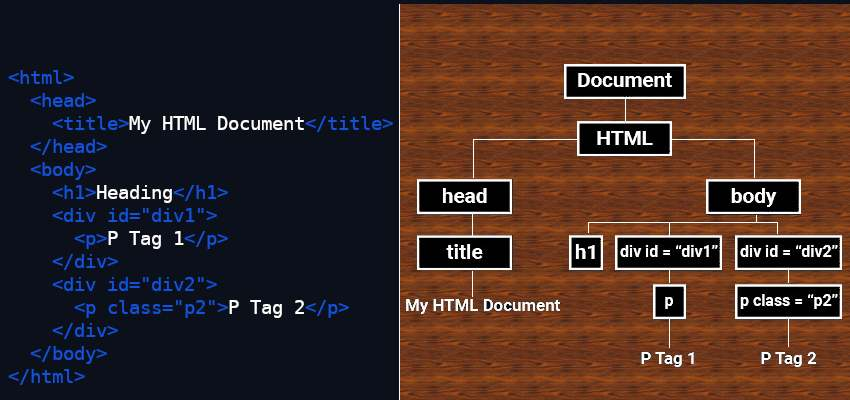 <html>
<head>
<title>My HTML Document</title>
</head>
<body>
<h1>Heading</h1>
<div id="div1">
<p>P Tag 1</p>
</div>
<div id="div2">
<p class="p2">P Tag 2</p>
</div>
</body>
</html>
Document
HTML
head
body
title
h1
div id = “div1”
div id = “div2”
My HTML Document
p
p class = “p2”
P Tag 1
P Tag 2